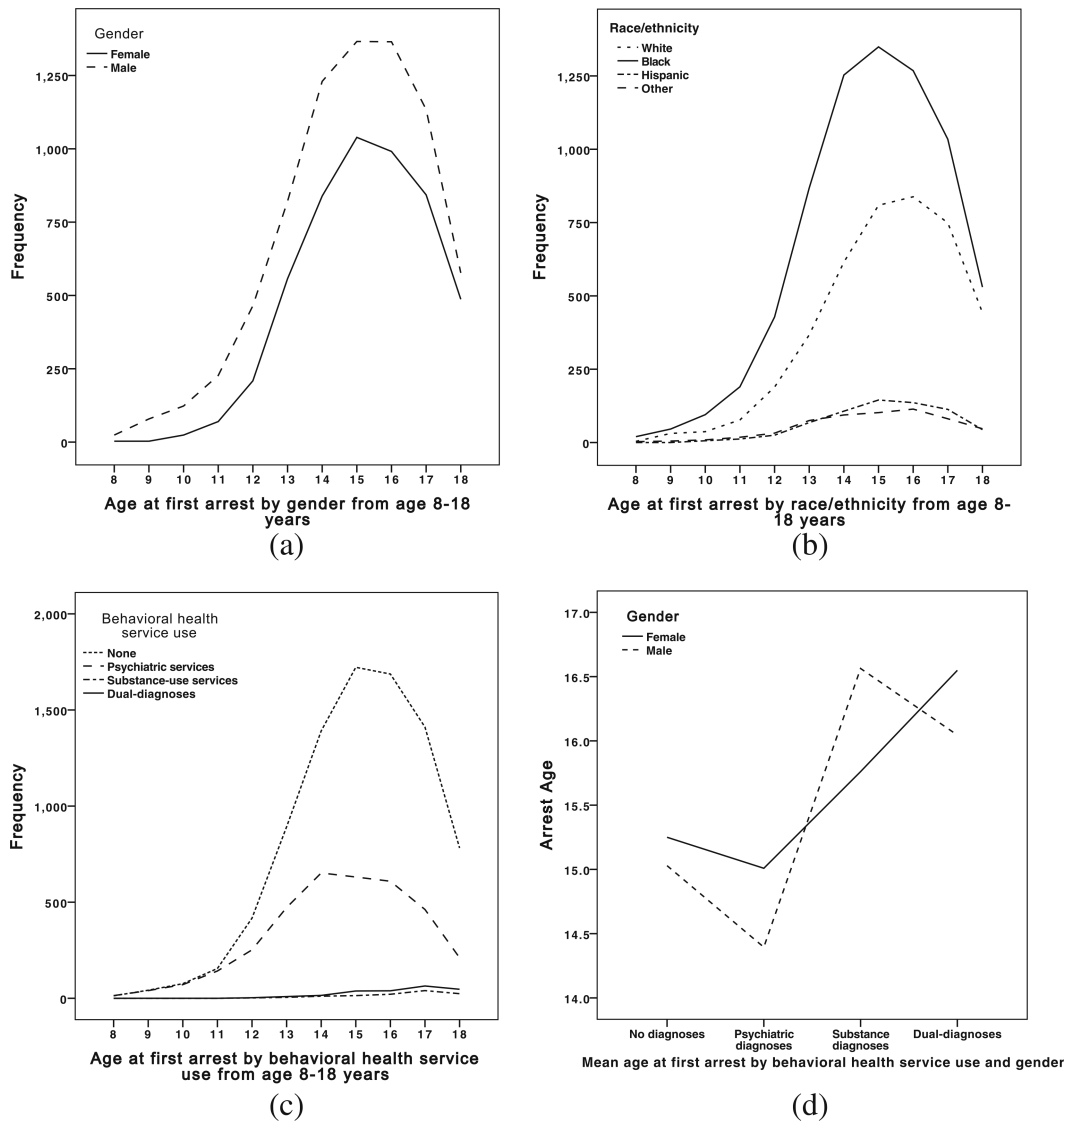 Gender
Female
Male
1,250
1,000
750
500
250
0
Frequency
8 9 10 11 12 13 14 15 16 17 18
Age at first arrest by gender from age 8-18
years
(a)
Race/ethnicity
White
Black
Hispanic
Other
1,250
1,000
750
500
250
0
Frequency
8 9 10 11 12 13 14 15 16 17 18
Age at first arrest by race/ethnicity from age 8-
18 years
(b)
Behavioral health
service use
None
Psychiatric services
Substance-use services
Dual-diagnoses
2,000
1,500
1,000
500
0
Frequency
8 9 10 11 12 13 14 15 16 17 18
Age at first arrest by behavioral health service
use from age 8-18 years
(c)
Gender
Female
Male
17.0
16.5
16.0
15.5
15.0
14.5
14.0
Arrest Age
No diagnoses Psychiatric diagnoses Substance diagnoses Dual-diagnoses
Mean age at first arrest by behavioral health service use and gender
(d)